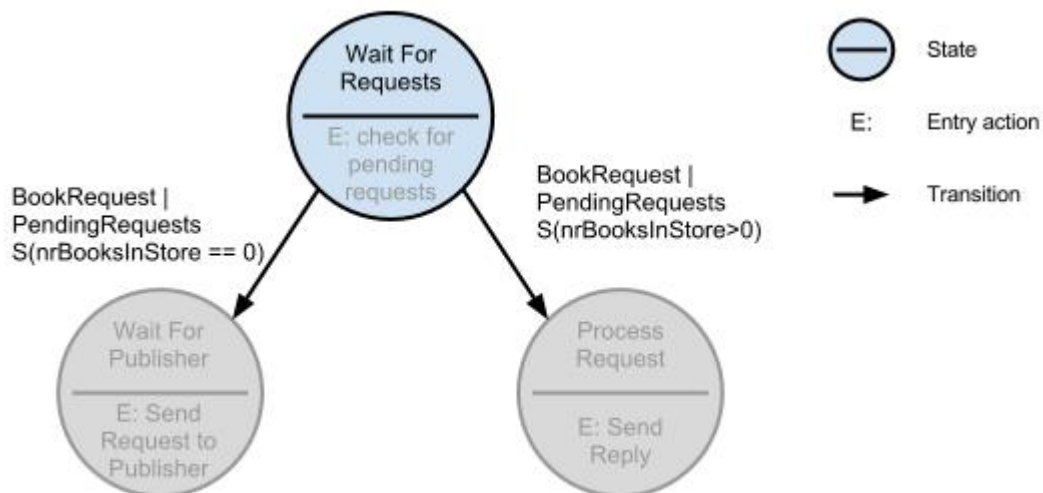 Wait For
Requests
E: check for
pending
requests
BookRequest |
PendingRequests
S(nrBooksInStore == 0)
BookRequest |
PendingRequests
S(nrBooksInStore>0)
Wait For
Publisher
E: Send
Request to
Publisher
Process
Request
E: Send
Reply
State
E:
Entry action
Transition